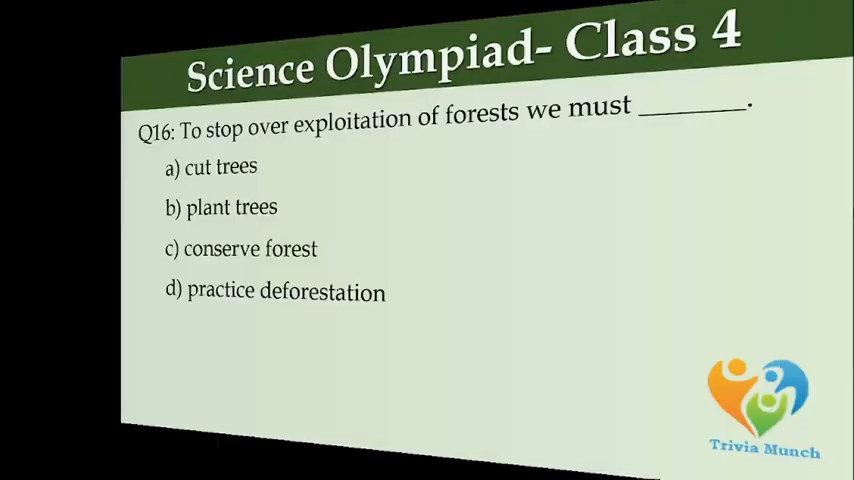 Science Olympiad- Class 4
Q16: To stop over exploitation of forests we must ________.
a) cut trees
b) plant trees
c) conserve forest
d) practice deforestation
Trivia Munch